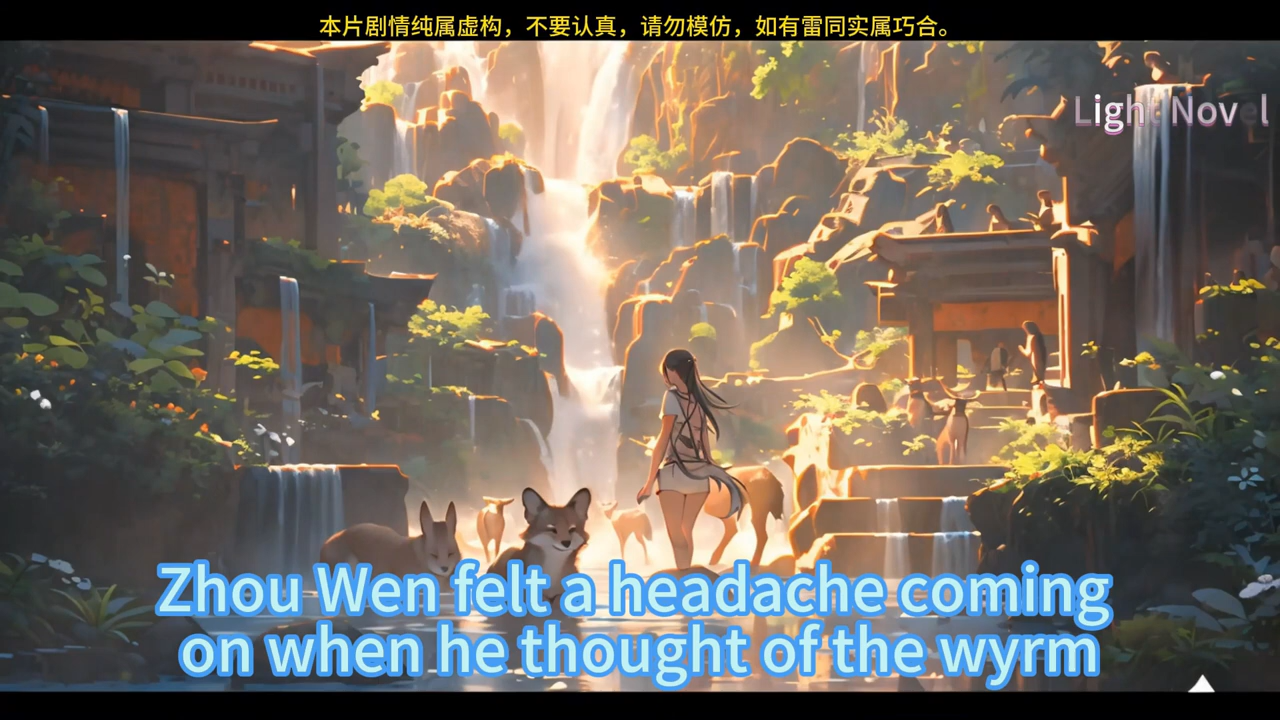 本片剧情纯属虚构，不要认真，请勿模仿，如有雷同实属巧合。
Light Novel
Zhou Wen felt a headache coming
on when he thought of the wyrm